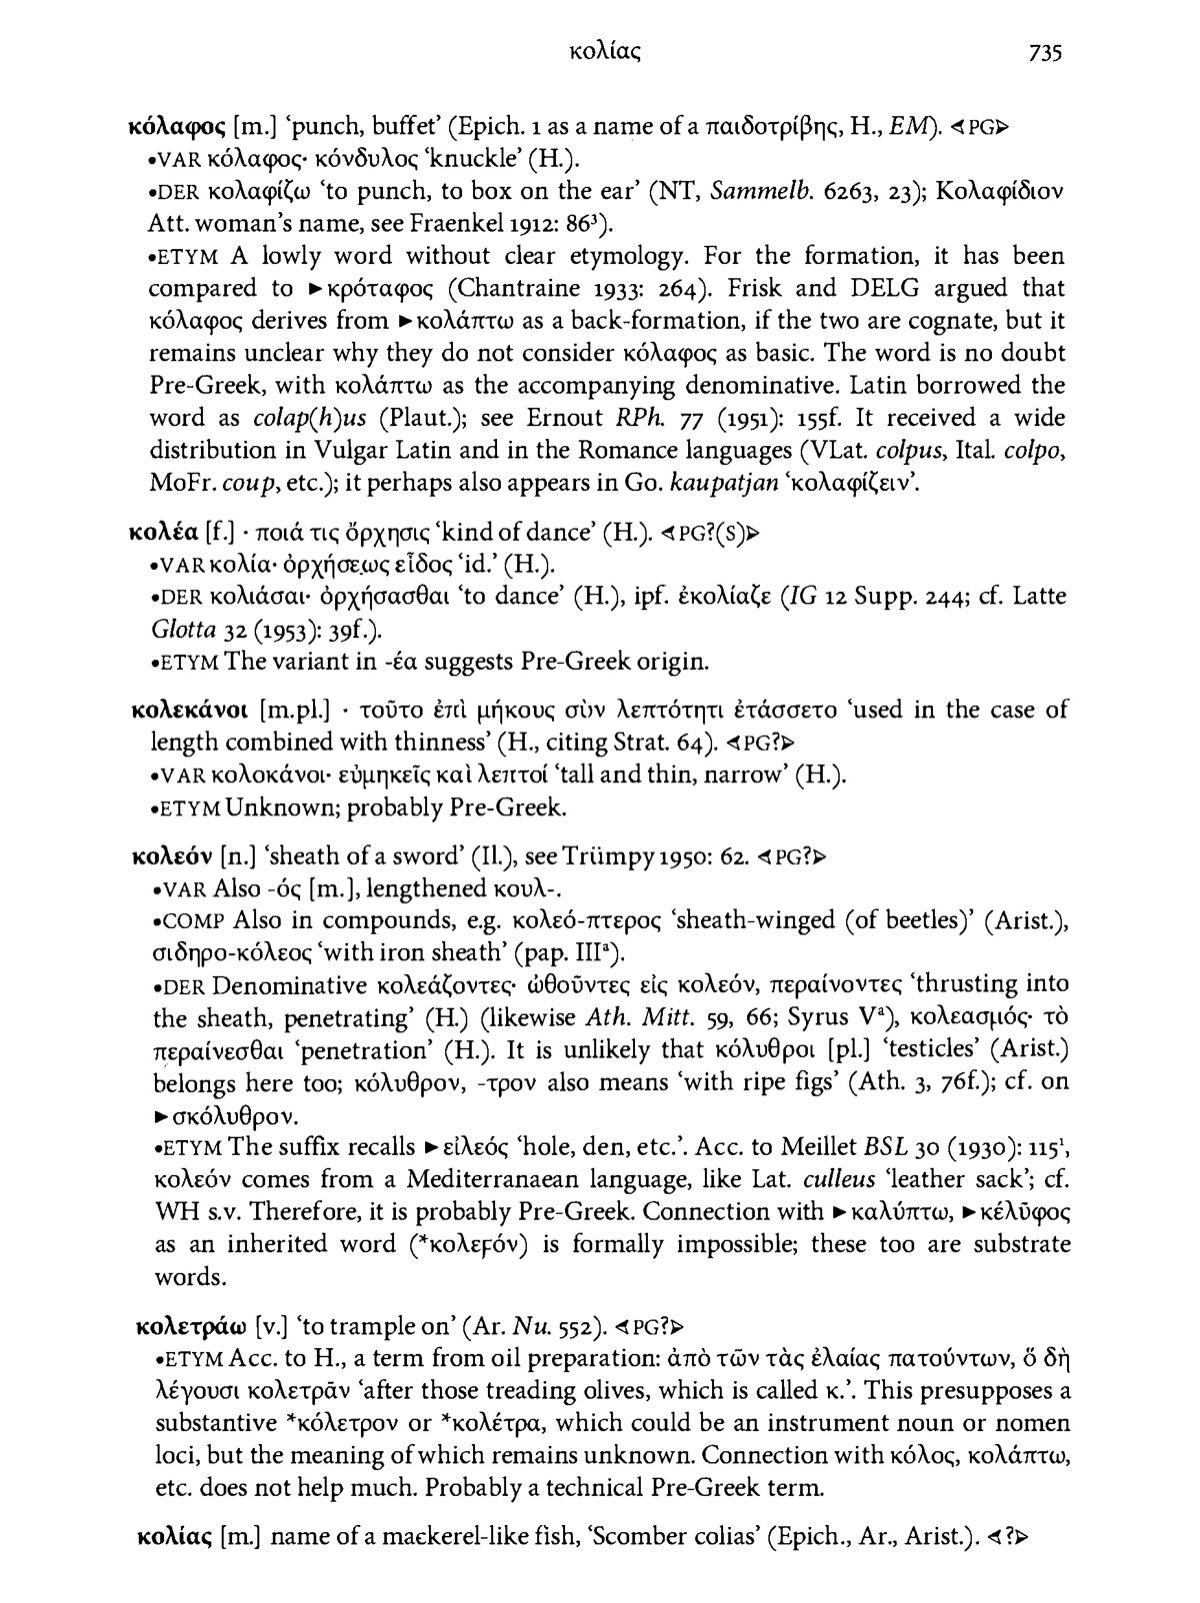 κολίας 735
κόλαφος [m.] ‘punch, buffet’ (Epich. 1 as a name of a παιδοτρίβης, H., EM). ⊲PG⊳
•VAR κόλαφος· κόνδυλος ‘knuckle’ (H.).
•DER κολαφίζω ‘to punch, to box on the ear’ (NT, Sammelb. 6263, 23); Κολαφίδιον
Att. woman’s name, see Fraenkel 1912: 86³).
•ETYM A lowly word without clear etymology. For the formation, it has been
compared to ►κρόταφος (Chantraine 1933: 264). Frisk and DELG argued that
κόλαφος derives from ►κολάπτω as a back-formation, if the two are cognate, but it
remains unclear why they do not consider κόλαφος as basic. The word is no doubt
Pre-Greek, with κολάπτω as the accompanying denominative. Latin borrowed the
word as colap(h)us (Plaut.); see Ernout RPh. 77 (1951): 155f. It received a wide
distribution in Vulgar Latin and in the Romance languages (VLat. colpus, Ital. colpo,
MoFr. coup, etc.); it perhaps also appears in Go. kaupatjan ‘κολαφίζειν’.
κολέα [f.] · ποιά τις ὄρχησις ‘kind of dance’ (H.). ⊲PG?(S)⊳
•VAR κολία· ὀρχήσεως εἶδος ‘id.’ (H.).
•DER κολιάσαι· ὀρχήσασθαι ‘to dance’ (H.), ipf. ἐκολίαζε (IG 12 Supp. 244; cf. Latte
Glotta 32 (1953): 39f.).
•ETYM The variant in -έα suggests Pre-Greek origin.
κολεκάνοι [m.pl.] · τοῦτο ἐπὶ μήκους σὺν λεπτότητι ἐτάσσετο ‘used in the case of
length combined with thinness’ (H., citing Strat. 64). ⊲PG?⊳
•VAR κολοκάνοι· εὐμηκεῖς καὶ λεπτοί ‘tall and thin, narrow’ (H.).
•ETYM Unknown; probably Pre-Greek.
κολεόν [n.] ‘sheath of a sword’ (Il.), see Trümpy 1950: 62. ⊲PG?⊳
•VAR Also -ός [m.], lengthened κουλ-.
•COMP Also in compounds, e.g. κολεό-πτερος ‘sheath-winged (of beetles)’ (Arist.),
σιδηρο-κόλεος ‘with iron sheath’ (pap. IIIᵃ).
•DER Denominative κολεάζοντες· ὠθοῦντες εἰς κολεόν, περαίνοντες ‘thrusting into
the sheath, penetrating’ (H.) (likewise Ath. Mitt. 59, 66; Syrus Vᵃ), κολεασμός· τὸ
περαίνεσθαι ‘penetration’ (H.). It is unlikely that κόλυθροι [pl.] ‘testicles’ (Arist.)
belongs here too; κόλυθρον, -τρον also means ‘with ripe figs’ (Ath. 3, 76f.); cf. on
►σκόλυθρον.
•ETYM The suffix recalls ►εἰλεός ‘hole, den, etc.’. Acc. to Meillet BSL 30 (1930): 115¹,
κολεόν comes from a Mediterranaean language, like Lat. culleus ‘leather sack’; cf.
WH s.v. Therefore, it is probably Pre-Greek. Connection with ►καλύπτω, ►κέλῡφος
as an inherited word (*κολεϝόν) is formally impossible; these too are substrate
words.
κολετράω [v.] ‘to trample on’ (Ar. Nu. 552). ⊲PG?⊳
•ETYM Acc. to H., a term from oil preparation: ἀπὸ τῶν τὰς ἐλαίας πατούντων, ὅ δὴ
λέγουσι κολετρᾶν ‘after those treading olives, which is called κ.’. This presupposes a
substantive *κόλετρον or *κολέτρα, which could be an instrument noun or nomen
loci, but the meaning of which remains unknown. Connection with κόλος, κολάπτω,
etc. does not help much. Probably a technical Pre-Greek term.
κολίας [m.] name of a mackerel-like fish, ‘Scomber colias’ (Epich., Ar., Arist.). ⊲?⊳